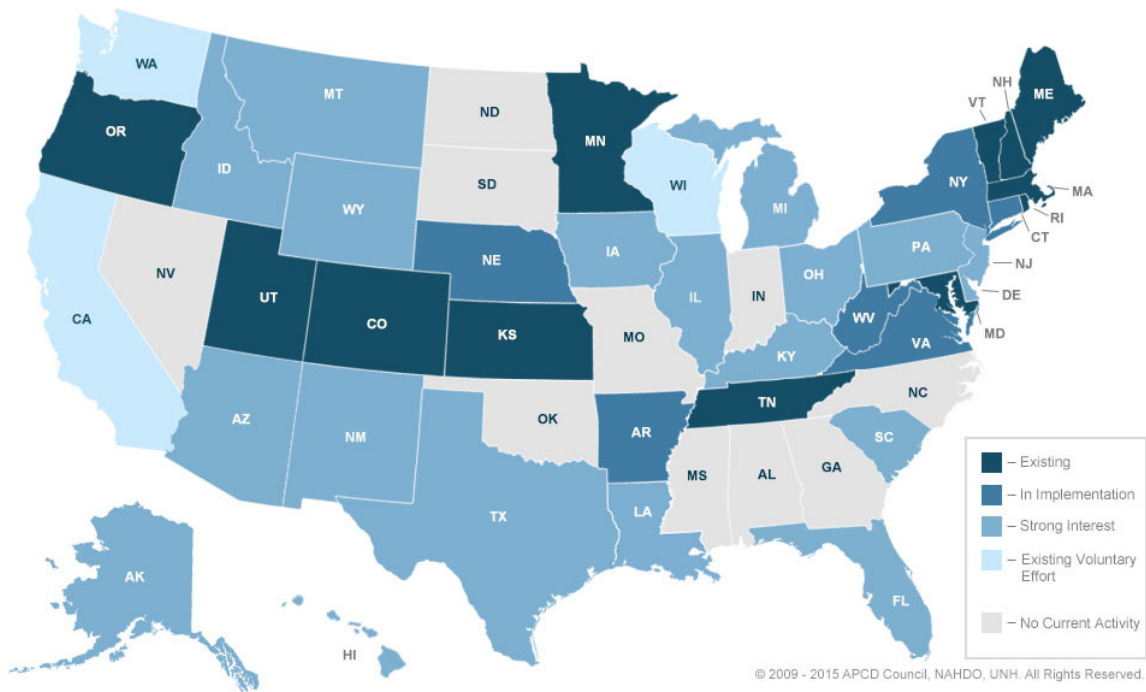 WA
MT
ND
MN
NH
ME
VT
OR
ID
SD
WI
NY
MA
WY
MI
RI
CT
IA
PA
NE
NJ
NV
OH
IL
IN
DE
UT
CO
WV
MD
CA
KS
MO
VA
KY
NC
TN
AZ
OK
NM
AR
SC
MS
AL
GA
TX
LA
AK
FL
HI
– Existing
– In Implementation
– Strong Interest
– Existing Voluntary
Effort
– No Current Activity
© 2009 - 2015 APCD Council, NAHDO, UNH. All Rights Reserved.